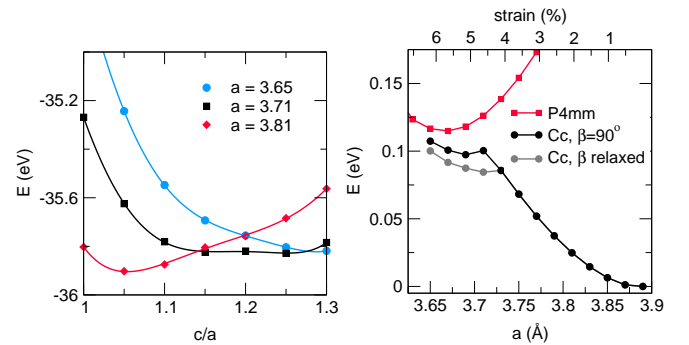 strain (%)
6 5 4 3 2 1
a = 3.65
a = 3.71
a = 3.81
-35.2
-35.6
-36
E (eV)
1 1.1 1.2 1.3
c/a
P4mm
Cc, β=90°
Cc, β relaxed
0.15
0.1
0.05
0
E (eV)
3.65 3.7 3.75 3.8 3.85 3.9
a (Å)